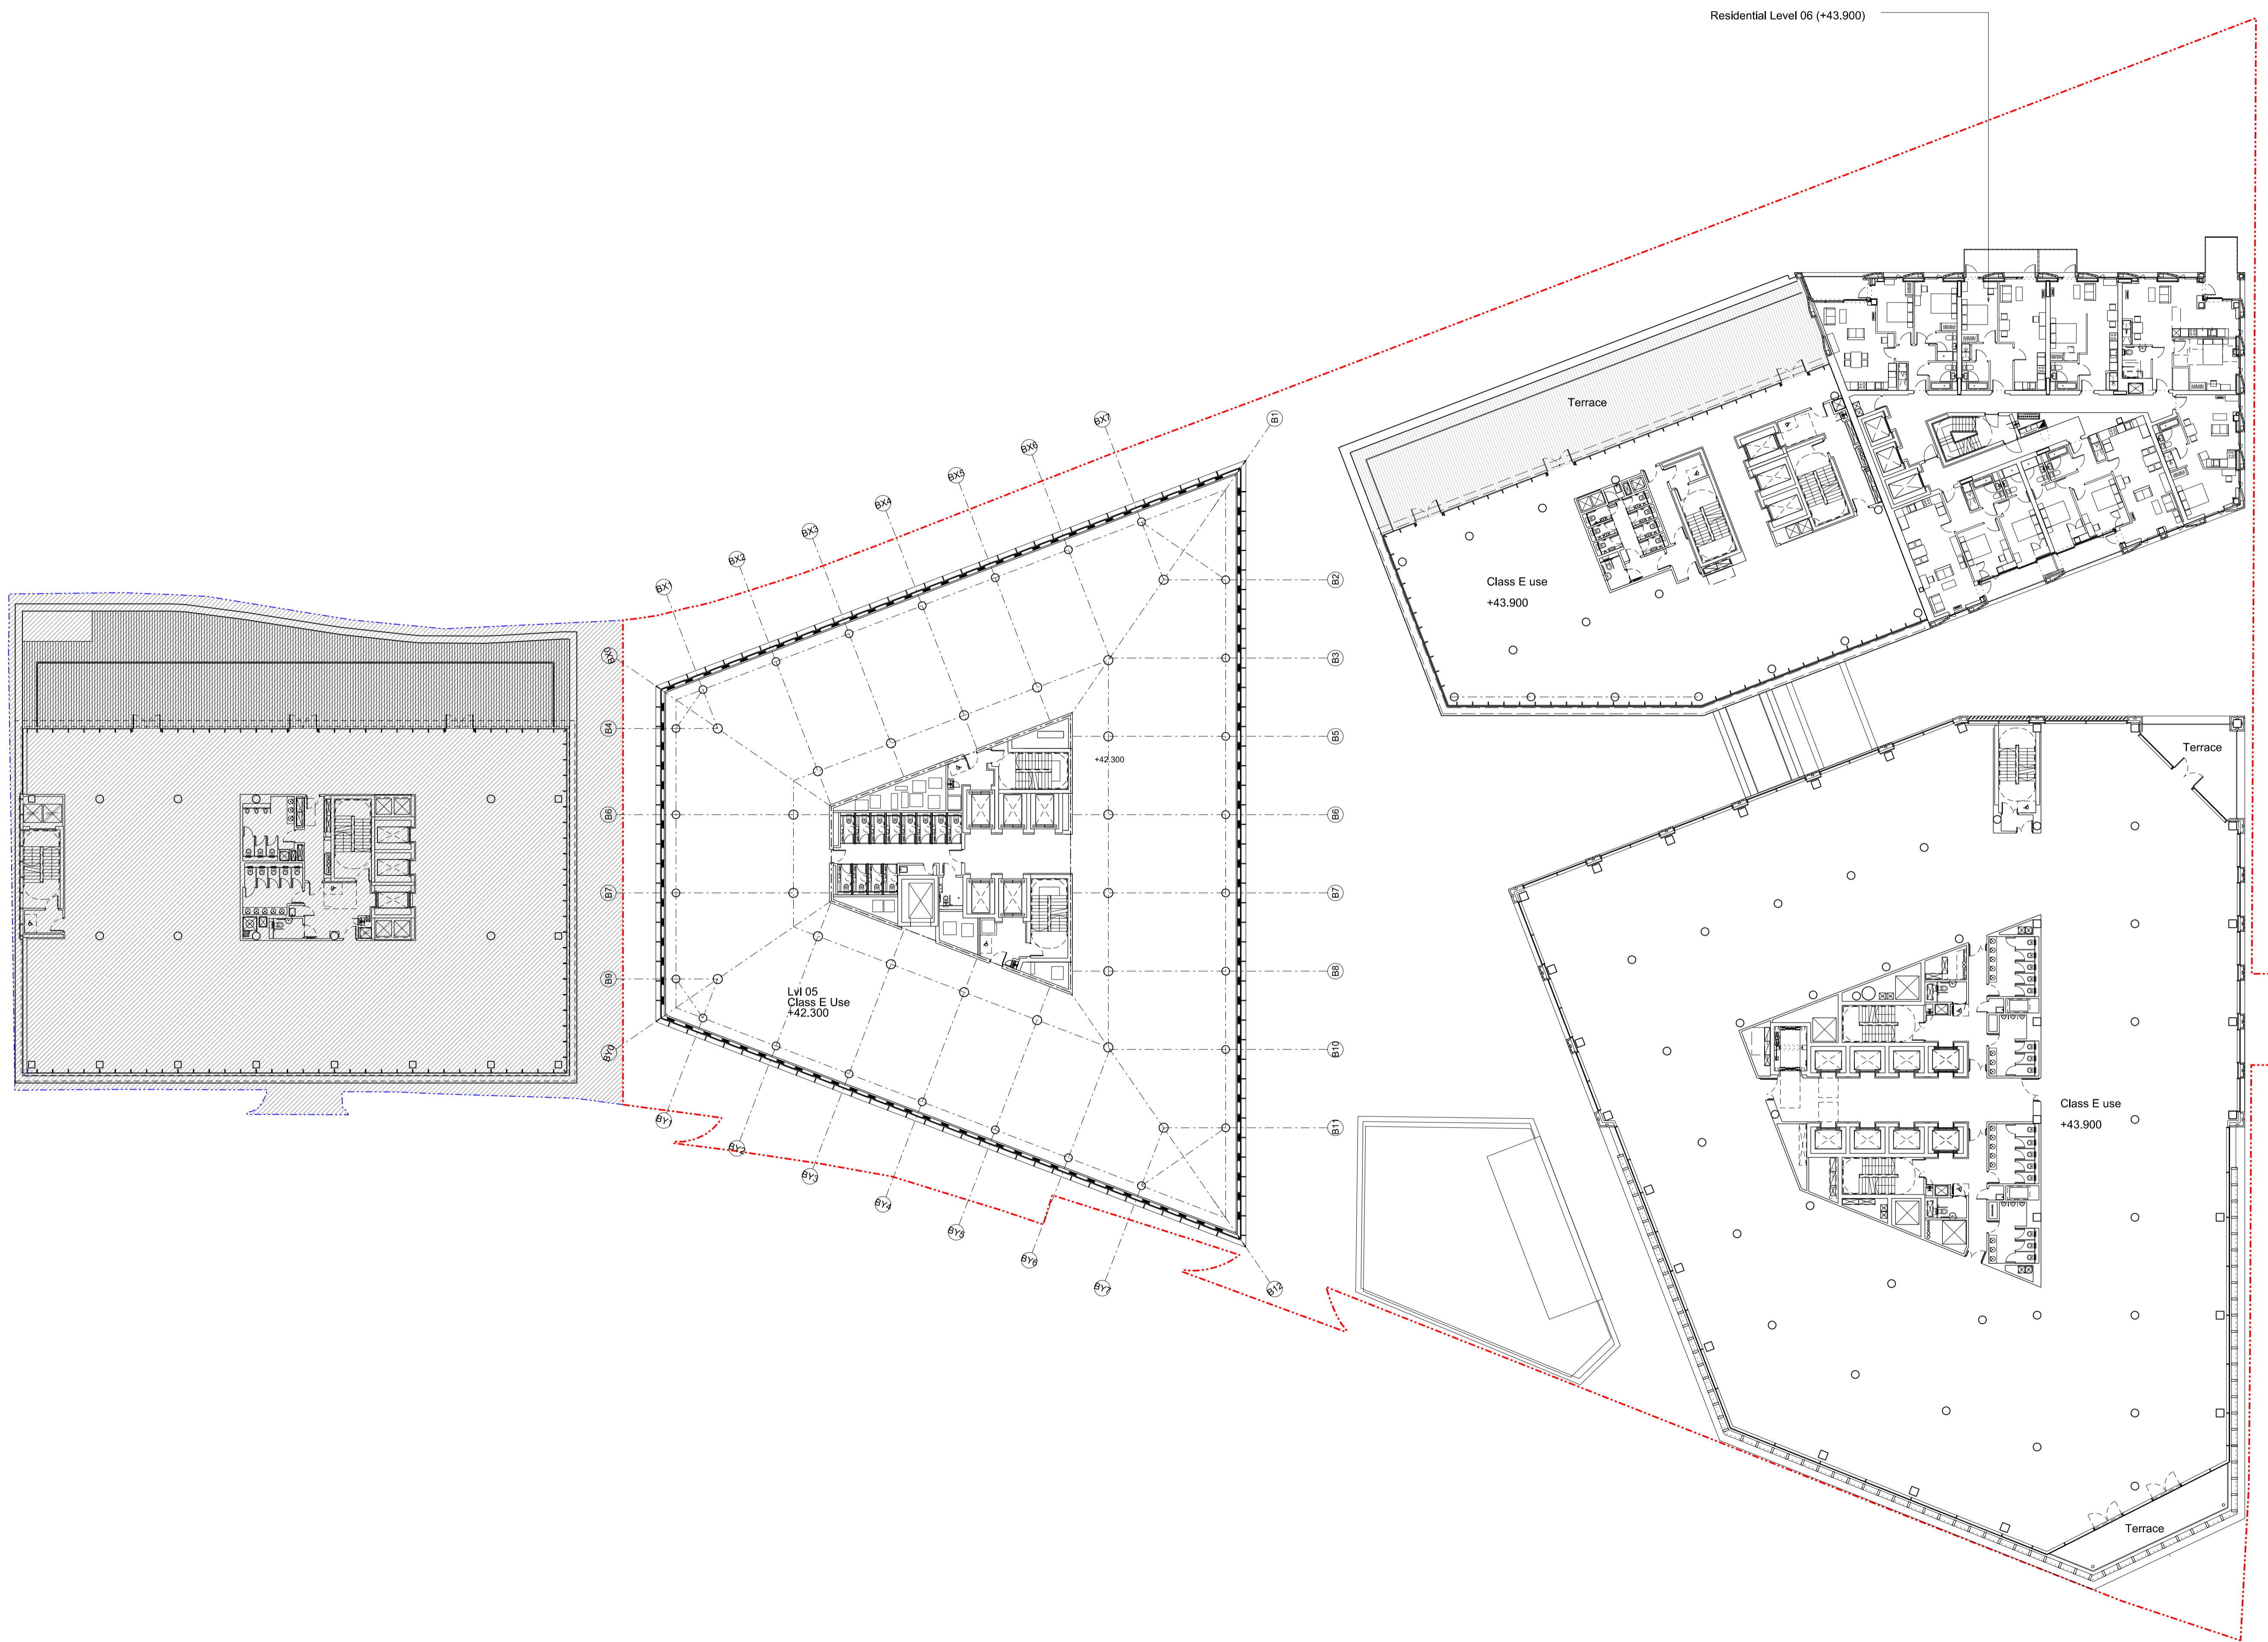 Residential Level 06 (+43.900)
Terrace
Class E use
+43.900
Terrace
Class E use
+43.900
Terrace
Lvl 05
Class E Use
+42.300
+42.300
BX0
BX1
BX2
BX3
BX4
BX5
BX6
BX7
B1
B2
B3
B5
B6
B7
B8
B10
B11
B12
B4
B6
B7
B9
BY0
BY1
BY2
BY3
BY4
BY5
BY6
BY7